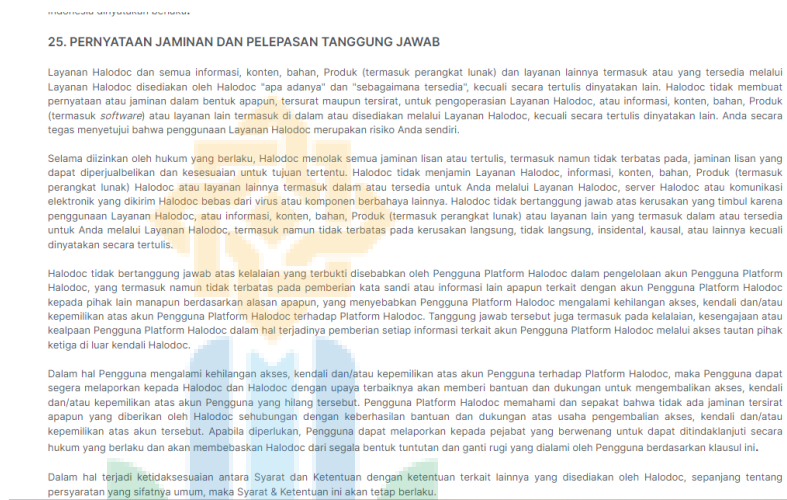 25. PERNYATAAN JAMINAN DAN PELEPASAN TANGGUNG JAWAB
Layanan Halodoc dan semua informasi, konten, bahan, Produk (termasuk perangkat lunak) dan layanan lainnya termasuk atau yang tersedia melalui
Layanan Halodoc disediakan oleh Halodoc "apa adanya" dan "sebagaimana tersedia", kecuali secara tertulis dinyatakan lain. Halodoc tidak membuat
pernyataan atau jaminan dalam bentuk apapun, tersurat maupun tersirat, untuk pengoperasian Layanan Halodoc, atau informasi, konten, bahan, Produk
(termasuk software) atau layanan lain termasuk di dalam atau disediakan melalui Layanan Halodoc, kecuali secara tertulis dinyatakan lain. Anda secara
tegas menyetujui bahwa penggunaan Layanan Halodoc merupakan risiko Anda sendiri.
Selama diizinkan oleh hukum yang berlaku, Halodoc menolak semua jaminan lisan atau tertulis, termasuk namun tidak terbatas pada, jaminan lisan yang
dapat diperjualbelikan dan kesesuaian untuk tujuan tertentu. Halodoc tidak menjamin Layanan Halodoc, informasi, konten, bahan, Produk (termasuk
perangkat lunak) Halodoc atau layanan lainnya termasuk dalam atau tersedia untuk Anda melalui Layanan Halodoc, server Halodoc atau komunikasi
elektronik yang dikirim Halodoc bebas dari virus atau komponen berbahaya lainnya. Halodoc tidak bertanggung jawab atas kerusakan yang timbul karena
penggunaan Layanan Halodoc, atau informasi, konten, bahan, Produk (termasuk perangkat lunak) atau layanan lain yang termasuk dalam atau tersedia
untuk Anda melalui Layanan Halodoc, termasuk namun tidak terbatas pada kerusakan langsung, tidak langsung, insidental, kausal, atau lainnya kecuali
dinyatakan secara tertulis.
Halodoc tidak bertanggung jawab atas kelalaian yang terbukti disebabkan oleh Pengguna Platform Halodoc dalam pengelolaan akun Pengguna Platform
Halodoc, yang termasuk namun tidak terbatas pada pemberian kata sandi atau informasi lain apapun terkait dengan akun Pengguna Platform Halodoc
kepada pihak lain manapun berdasarkan alasan apapun, yang menyebabkan Pengguna Platform Halodoc mengalami kehilangan akses, kendali dan/atau
kepemilikan atas akun Pengguna Platform Halodoc terhadap Platform Halodoc. Tanggung jawab tersebut juga termasuk pada kelalaian, kesengajaan atau
kealpaan Pengguna Platform Halodoc dalam hal terjadinya pemberian setiap informasi terkait akun Pengguna Platform Halodoc melalui akses tautan pihak
ketiga di luar kendali Halodoc.
Dalam hal Pengguna mengalami kehilangan akses, kendali dan/atau kepemilikan atas akun Pengguna terhadap Platform Halodoc, maka Pengguna dapat
segera melaporkan kepada Halodoc dan Halodoc dengan upaya terbaiknya akan memberi bantuan dan dukungan untuk mengembalikan akses, kendali
dan/atau kepemilikan atas akun Pengguna yang hilang tersebut. Pengguna Platform Halodoc memahami dan sepakat bahwa tidak ada jaminan tersirat
apapun yang diberikan oleh Halodoc sehubungan dengan keberhasilan bantuan dan dukungan atas usaha pengembalian akses, kendali dan/atau
kepemilikan atas akun tersebut. Apabila diperlukan, Pengguna dapat melaporkan kepada pejabat yang berwenang untuk dapat ditindaklanjuti secara
hukum yang berlaku dan akan membebaskan Halodoc dari segala bentuk tuntutan dan ganti rugi yang dialami oleh Pengguna berdasarkan klausul ini.
Dalam hal terjadi ketidaksesuaian antara Syarat dan Ketentuan dengan ketentuan terkait lainnya yang disediakan oleh Halodoc, sepanjang tentang
persyaratan yang sifatnya umum, maka Syarat & Ketentuan ini akan tetap berlaku.